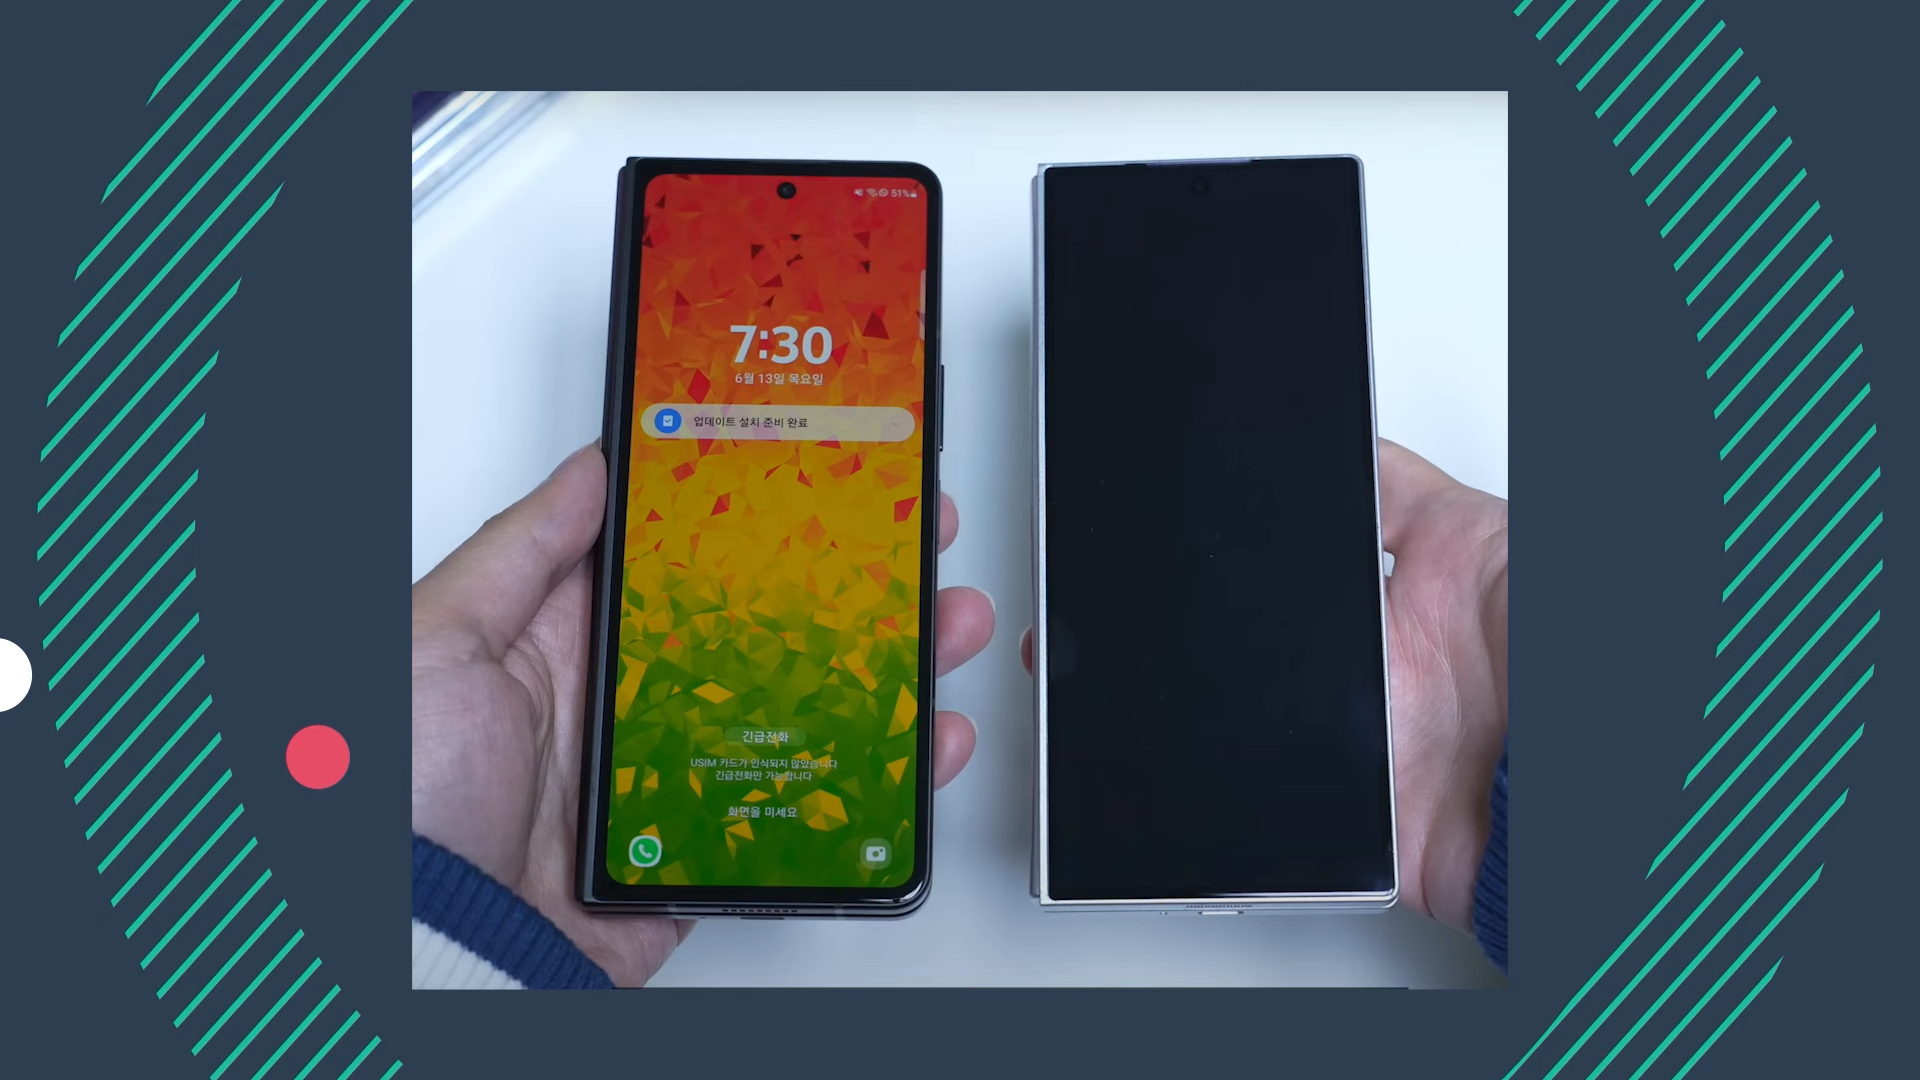 51%
7:30
6월 13일 목요일
업데이트 설치 준비 완료
긴급전화
USIM 카드가 인식되지 않았습니다
긴급전화만 가능합니다
화면을 미세요